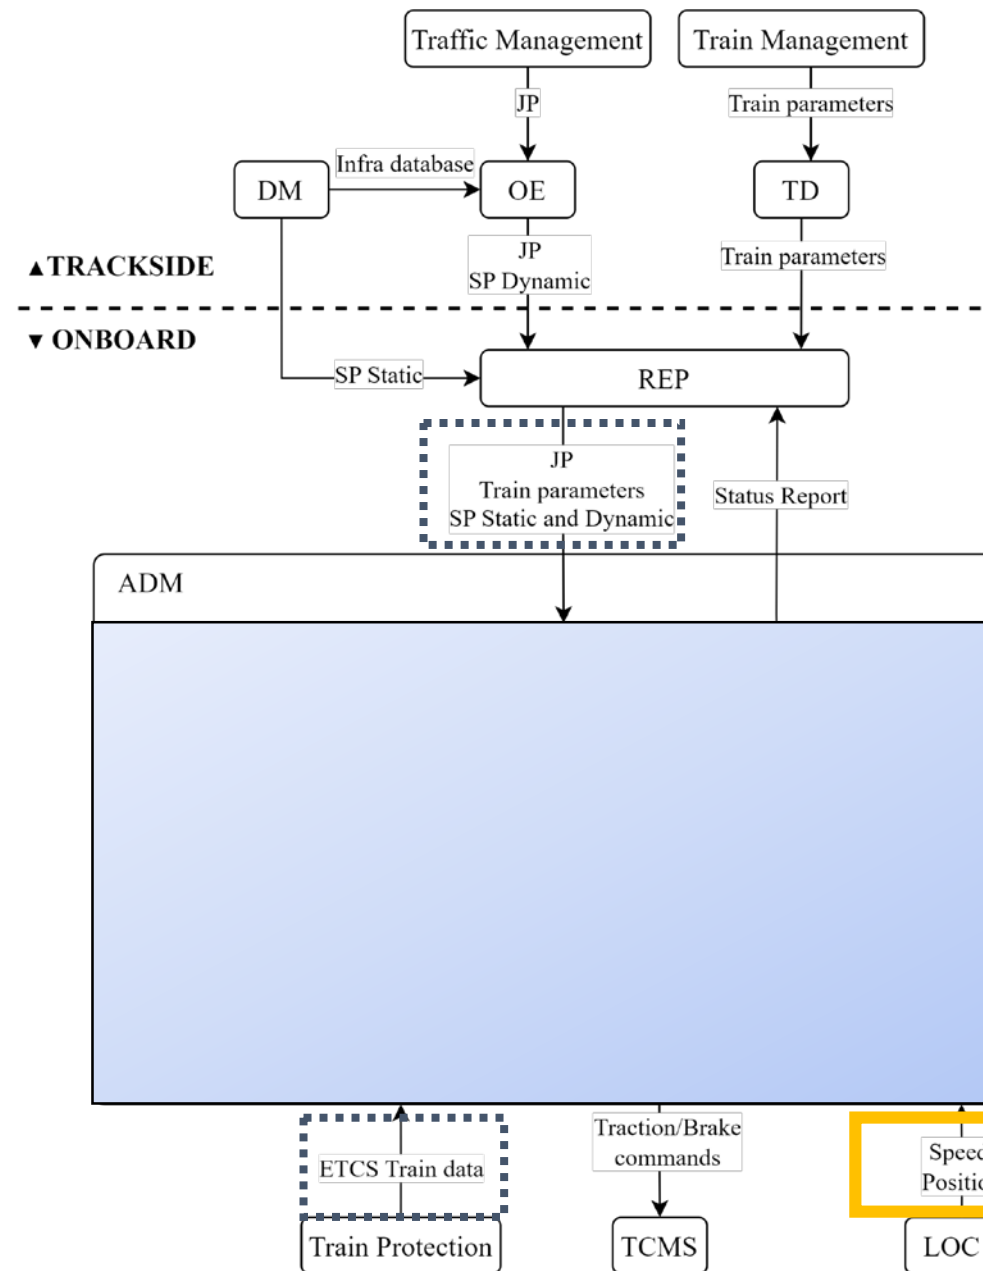 Traffic Management
Train Management
JP
Train parameters
Infra database
DM
OE
TD
JP
SP Dynamic
Train parameters
▲TRACKSIDE
▼ ONBOARD
SP Static
REP
JP
Train parameters
SP Static and Dynamic
Status Report
ADM
Traction/Brake
commands
ETCS Train data
Speed
Positio
Train Protection
TCMS
LOC